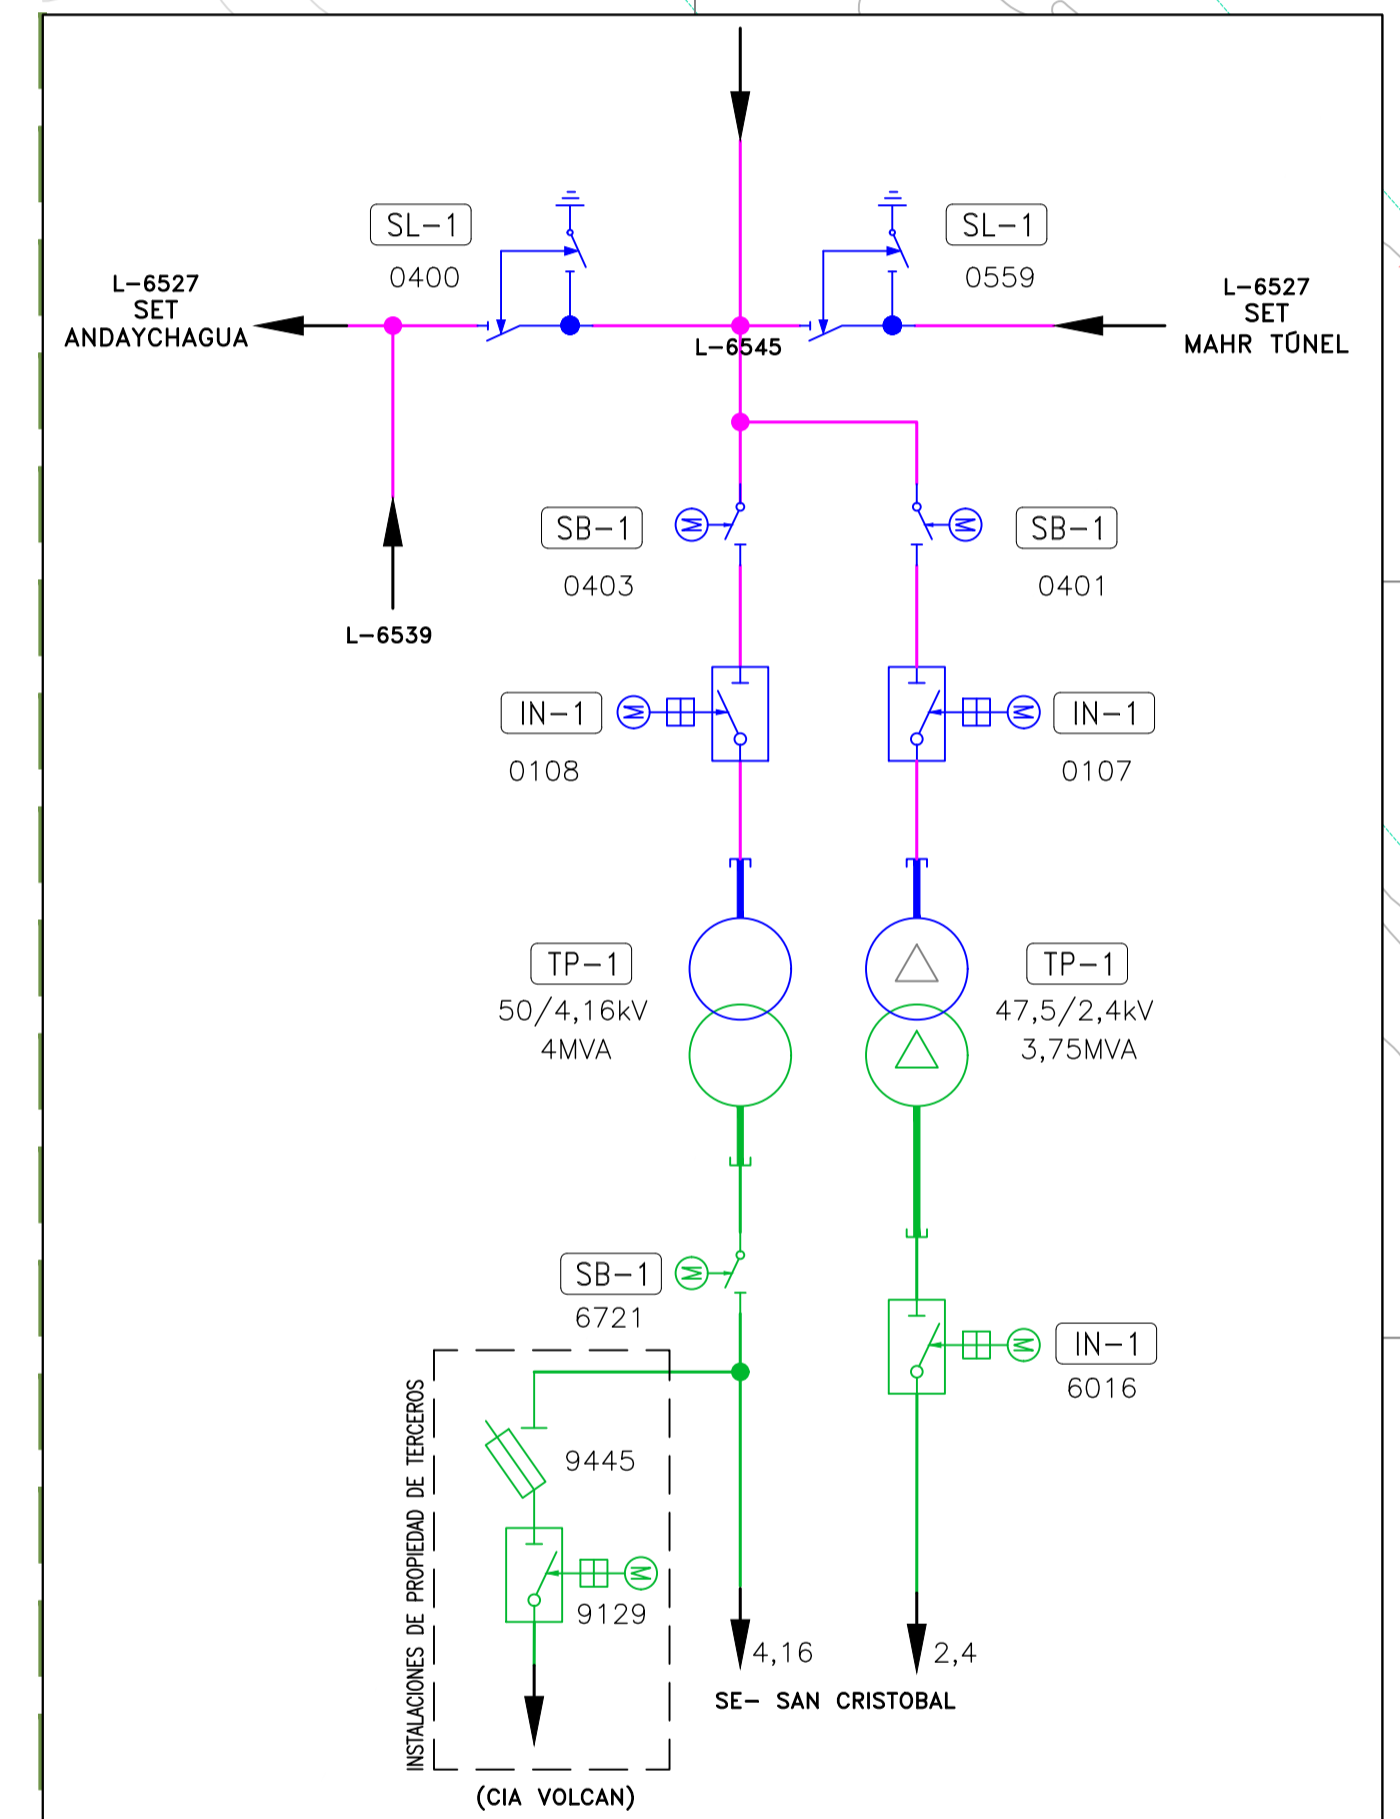 SL-1
0400
SL-1
0559
L-6527
SET
ANDAYCHAGUA
L-6545
L-6527
SET
MAHR TÚNEL
SB-1
0403
SB-1
0401
L-6539
M
M
IN-1
0108
M
M
IN-1
0107
TP-1
50/4,16kV
4MVA
TP-1
47,5/2,4kV
3,75MVA
SB-1
6721
M
M
IN-1
6016
INSTALACIONES DE PROPIEDAD DE TERCEROS
9445
M
9129
4,16
2,4
SE- SAN CRISTOBAL
(CIA VOLCAN)